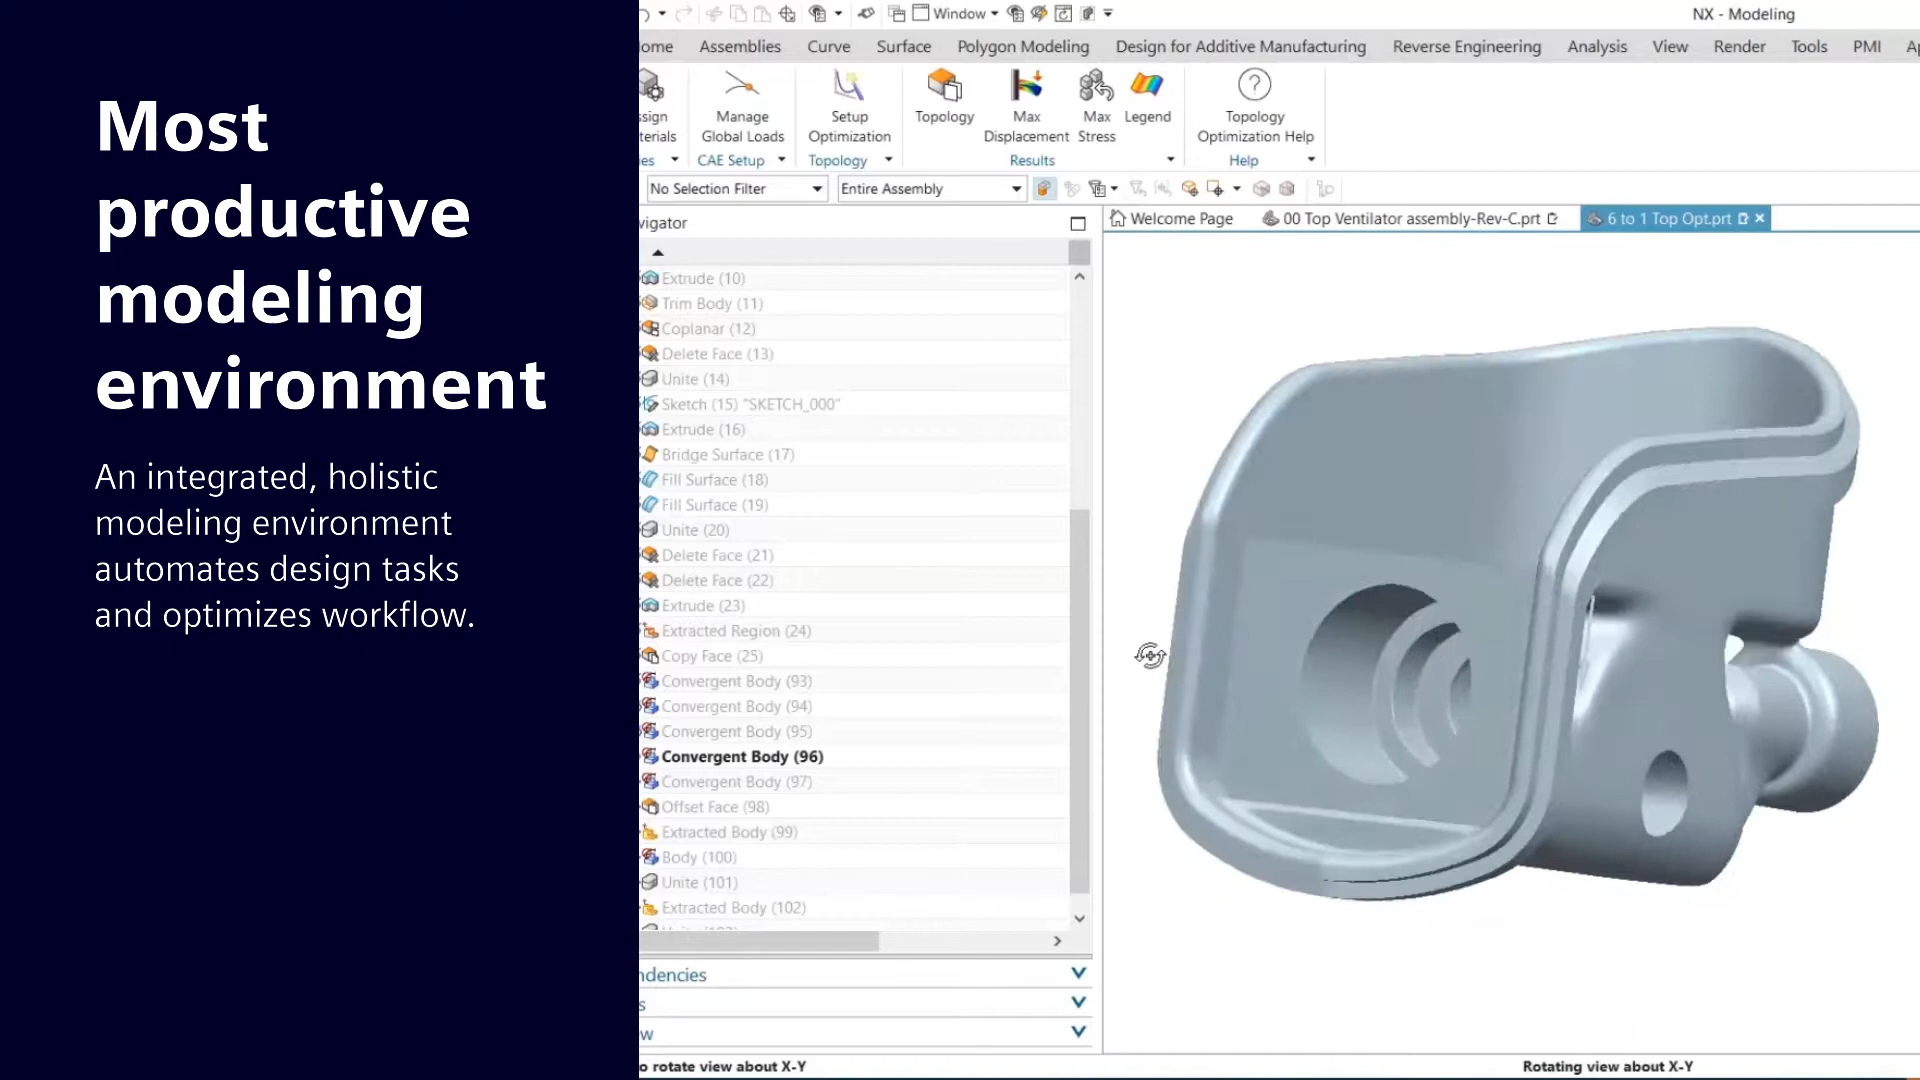 Most
productive
modeling
environment
An integrated, holistic
modeling environment
automates design tasks
and optimizes workflow.
Window
NX - Modeling
ome Assemblies Curve Surface Polygon Modeling Design for Additive Manufacturing Reverse Engineering Analysis View Render Tools PMI Ap
sign
terials
Manage
Global Loads
Setup
Optimization
Topology
Max
Displacement
Max
Stress
Legend
Topology
Optimization Help
es CAE Setup Topology Results Help
No Selection Filter Entire Assembly
vigator
Welcome Page 00 Top Ventilator assembly-Rev-C.prt 6 to 1 Top Opt.prt
Extrude (10)
Trim Body (11)
Coplanar (12)
Delete Face (13)
Unite (14)
Sketch (15) "SKETCH_000"
Extrude (16)
Bridge Surface (17)
Fill Surface (18)
Fill Surface (19)
Unite (20)
Delete Face (21)
Delete Face (22)
Extrude (23)
Extracted Region (24)
Copy Face (25)
Convergent Body (93)
Convergent Body (94)
Convergent Body (95)
Convergent Body (96)
Convergent Body (97)
Offset Face (98)
Extracted Body (99)
Body (100)
Unite (101)
Extracted Body (102)
ndencies
s
w
o rotate view about X-Y
Rotating view about X-Y